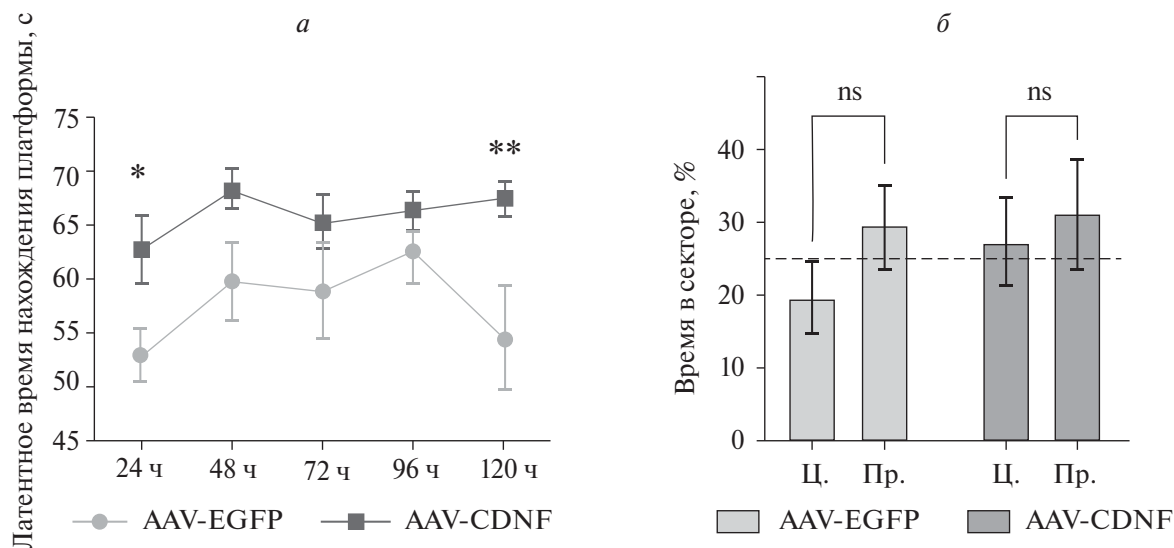 а
Латентное время нахождения платформы, с
75
70
65
60
55
50
45
*
**
24 ч 48 ч 72 ч 96 ч 120 ч
AAV-EGFP AAV-CDNF
б
Время в секторе, %
40
30
20
10
0
ns ns
Ц. Пр. Ц. Пр.
AAV-EGFP AAV-CDNF